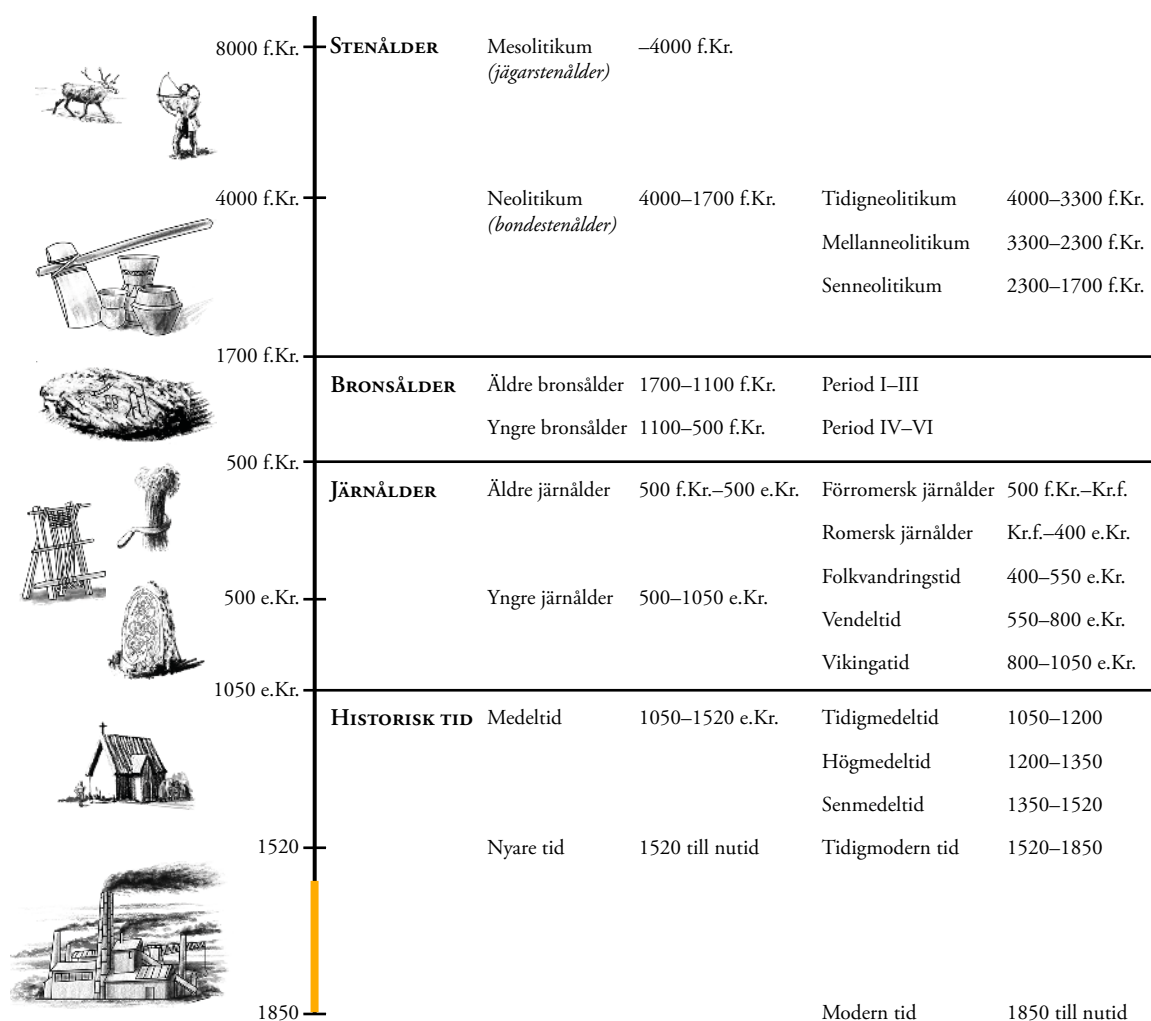 8000 f.Kr. STENÅLDER Mesolitikum –4000 f.Kr.
(jägarstenålder)
4000 f.Kr. Neolitikum 4000–1700 f.Kr. Tidigneolitikum 4000–3300 f.Kr.
(bondestenålder)
Mellanneolitikum 3300–2300 f.Kr.
Senneolitikum 2300–1700 f.Kr.
1700 f.Kr.
BRONSÅLDER Äldre bronsålder 1700–1100 f.Kr. Period I–III
Yngre bronsålder 1100–500 f.Kr. Period IV–VI
500 f.Kr.
JÄRNÅLDER Äldre järnålder 500 f.Kr.–500 e.Kr. Förromersk järnålder 500 f.Kr.–Kr.f.
Romersk järnålder Kr.f.–400 e.Kr.
Folkvandringstid 400–550 e.Kr.
500 e.Kr. Yngre järnålder 500–1050 e.Kr.
Vendeltid 550–800 e.Kr.
Vikingatid 800–1050 e.Kr.
1050 e.Kr.
HISTORISK TID Medeltid 1050–1520 e.Kr. Tidigmedeltid 1050–1200
Högmedeltid 1200–1350
Senmedeltid 1350–1520
1520 Nyare tid 1520 till nutid Tidigmodern tid 1520–1850
1850 Modern tid 1850 till nutid